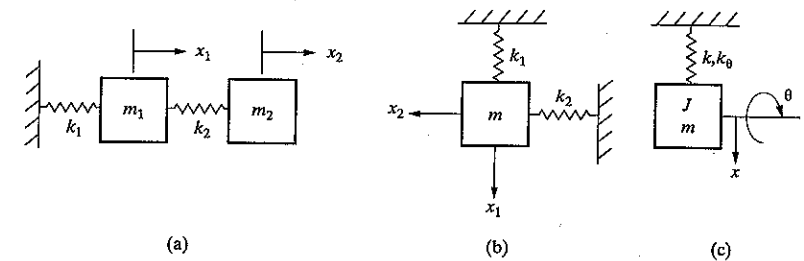 x₁
x₂
k₁
m₁
k₂
m₂
(a)
k₁
x₂
m
k₂
x₁
(b)
k,kθ
J
m
θ
x
(c)